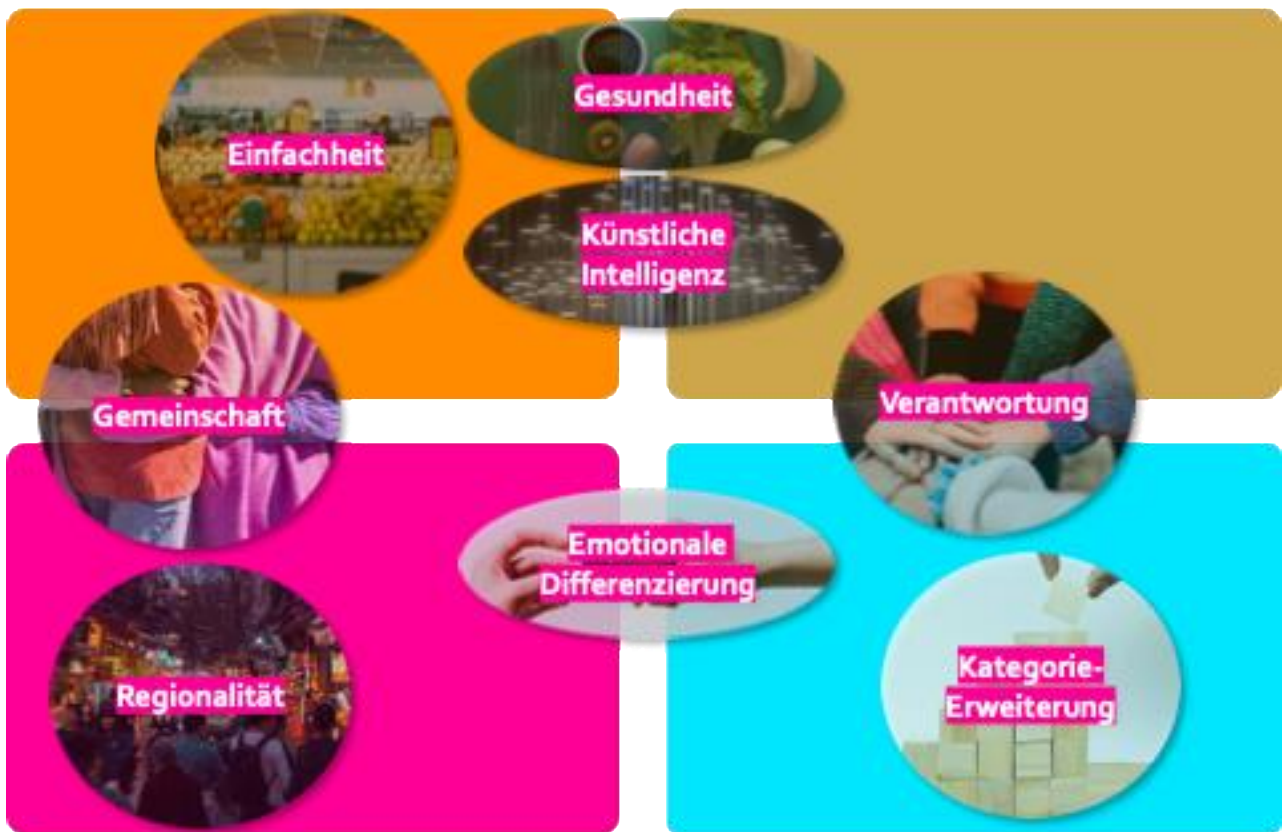 Gesundheit
Einfachheit
Künstliche
Intelligenz
Gemeinschaft
Verantwortung
Emotionale
Differenzierung
Kategorie-
Erweiterung
Regionalität